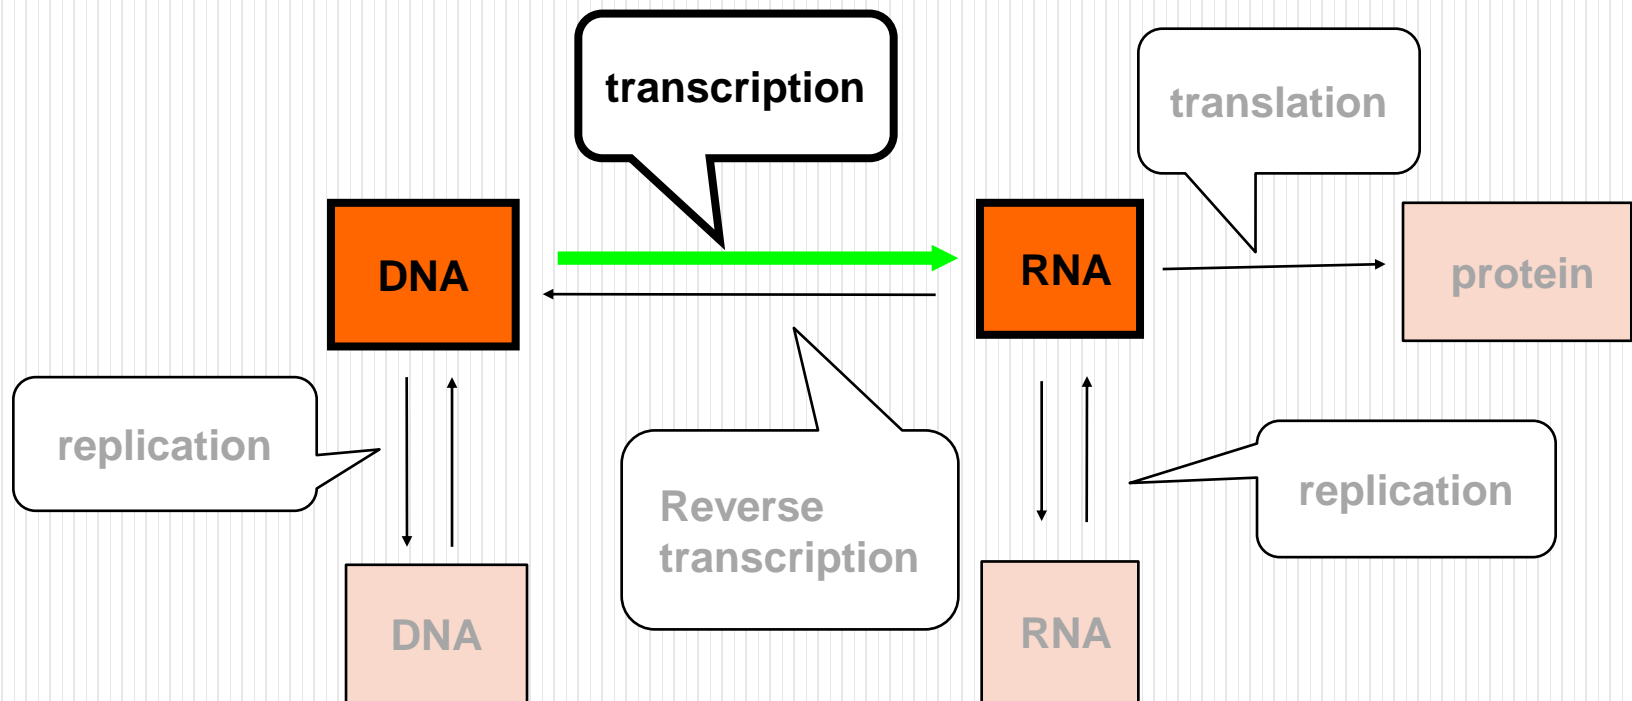 transcription
translation
DNA
RNA
protein
replication
Reverse
transcription
replication
DNA
RNA